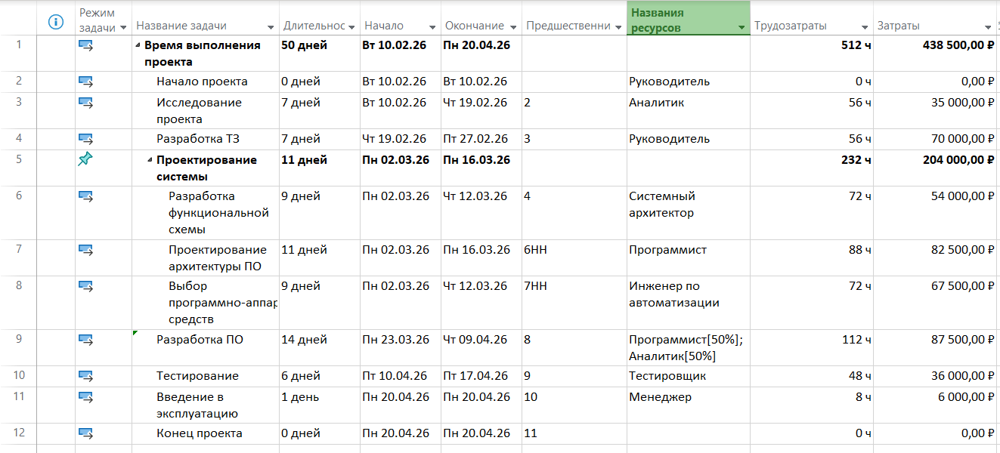 Режим задачи Название задачи Длительнос Начало Окончание Предшественни Названия ресурсов Трудозатраты Затраты
1 Время выполнения проекта 50 дней Вт 10.02.26 Пн 20.04.26 512 ч 438 500,00 ₽
2 Начало проекта 0 дней Вт 10.02.26 Вт 10.02.26 Руководитель 0 ч 0,00 ₽
3 Исследование проекта 7 дней Вт 10.02.26 Чт 19.02.26 2 Аналитик 56 ч 35 000,00 ₽
4 Разработка ТЗ 7 дней Чт 19.02.26 Пт 27.02.26 3 Руководитель 56 ч 70 000,00 ₽
5 Проектирование системы 11 дней Пн 02.03.26 Пн 16.03.26 232 ч 204 000,00 ₽
6 Разработка функциональной схемы 9 дней Пн 02.03.26 Чт 12.03.26 4 Системный архитектор 72 ч 54 000,00 ₽
7 Проектирование архитектуры ПО 11 дней Пн 02.03.26 Пн 16.03.26 6НН Программист 88 ч 82 500,00 ₽
8 Выбор программно-аппар средств 9 дней Пн 02.03.26 Чт 12.03.26 7НН Инженер по автоматизации 72 ч 67 500,00 ₽
9 Разработка ПО 14 дней Пн 23.03.26 Чт 09.04.26 8 Программист[50%]; Аналитик[50%] 112 ч 87 500,00 ₽
10 Тестирование 6 дней Пт 10.04.26 Пт 17.04.26 9 Тестировщик 48 ч 36 000,00 ₽
11 Введение в эксплуатацию 1 день Пн 20.04.26 Пн 20.04.26 10 Менеджер 8 ч 6 000,00 ₽
12 Конец проекта 0 дней Пн 20.04.26 Пн 20.04.26 11 0 ч 0,00 ₽